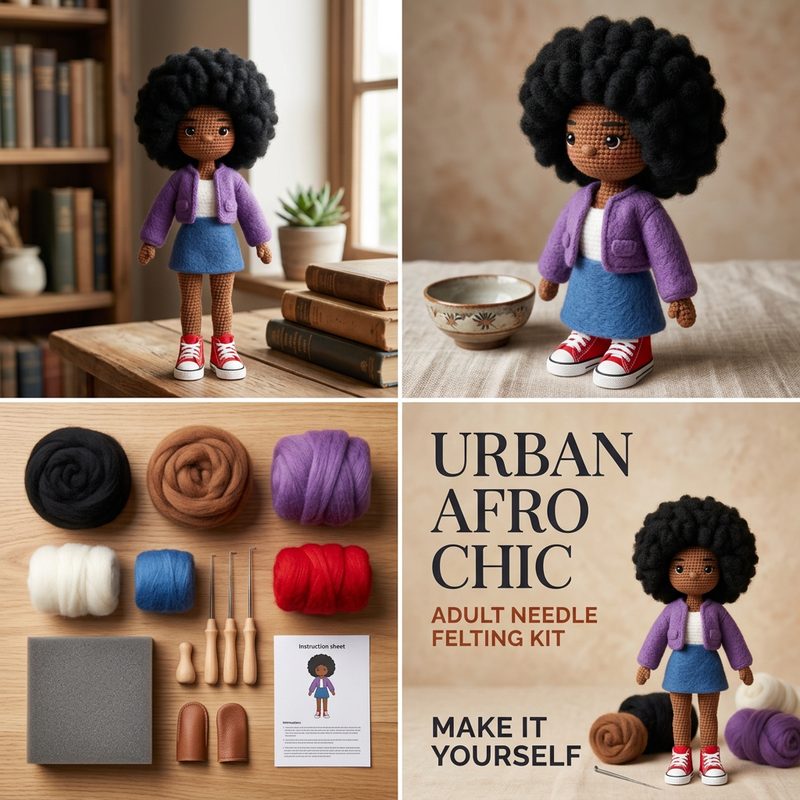 Instruction sheet
URBAN
AFRO
CHIC
ADULT NEEDLE
FELTING KIT
MAKE IT
YOURSELF